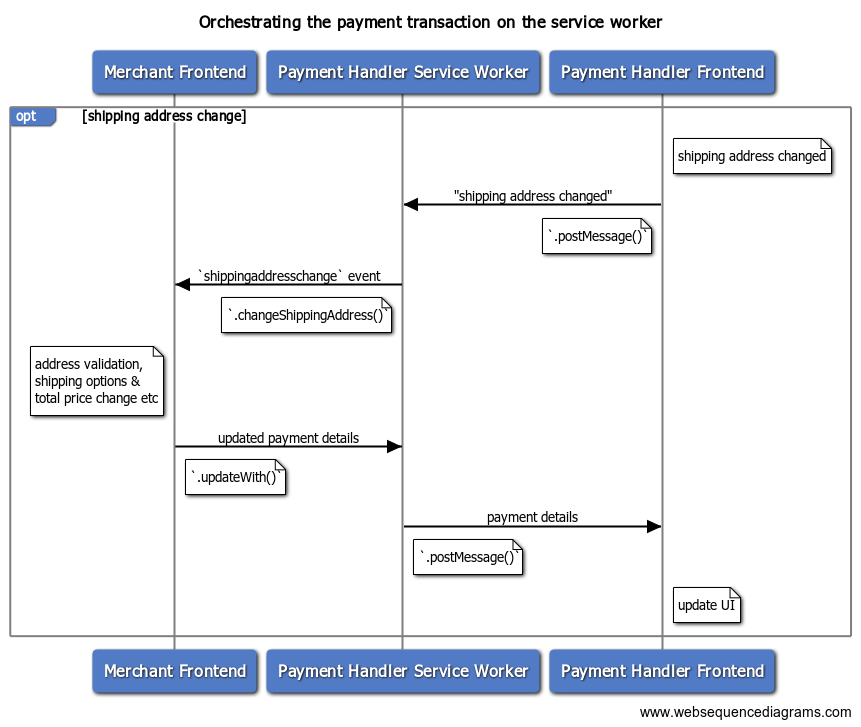 Orchestrating the payment transaction on the service worker
Merchant Frontend
Payment Handler Service Worker
Payment Handler Frontend
opt
[shipping address change]
shipping address changed
"shipping address changed"
`.postMessage()`
`shippingaddresschange` event
`.changeShippingAddress()`
address validation,
shipping options &
total price change etc
updated payment details
`.updateWith()`
payment details
`.postMessage()`
update UI
Merchant Frontend
Payment Handler Service Worker
Payment Handler Frontend
www.websequencediagrams.com